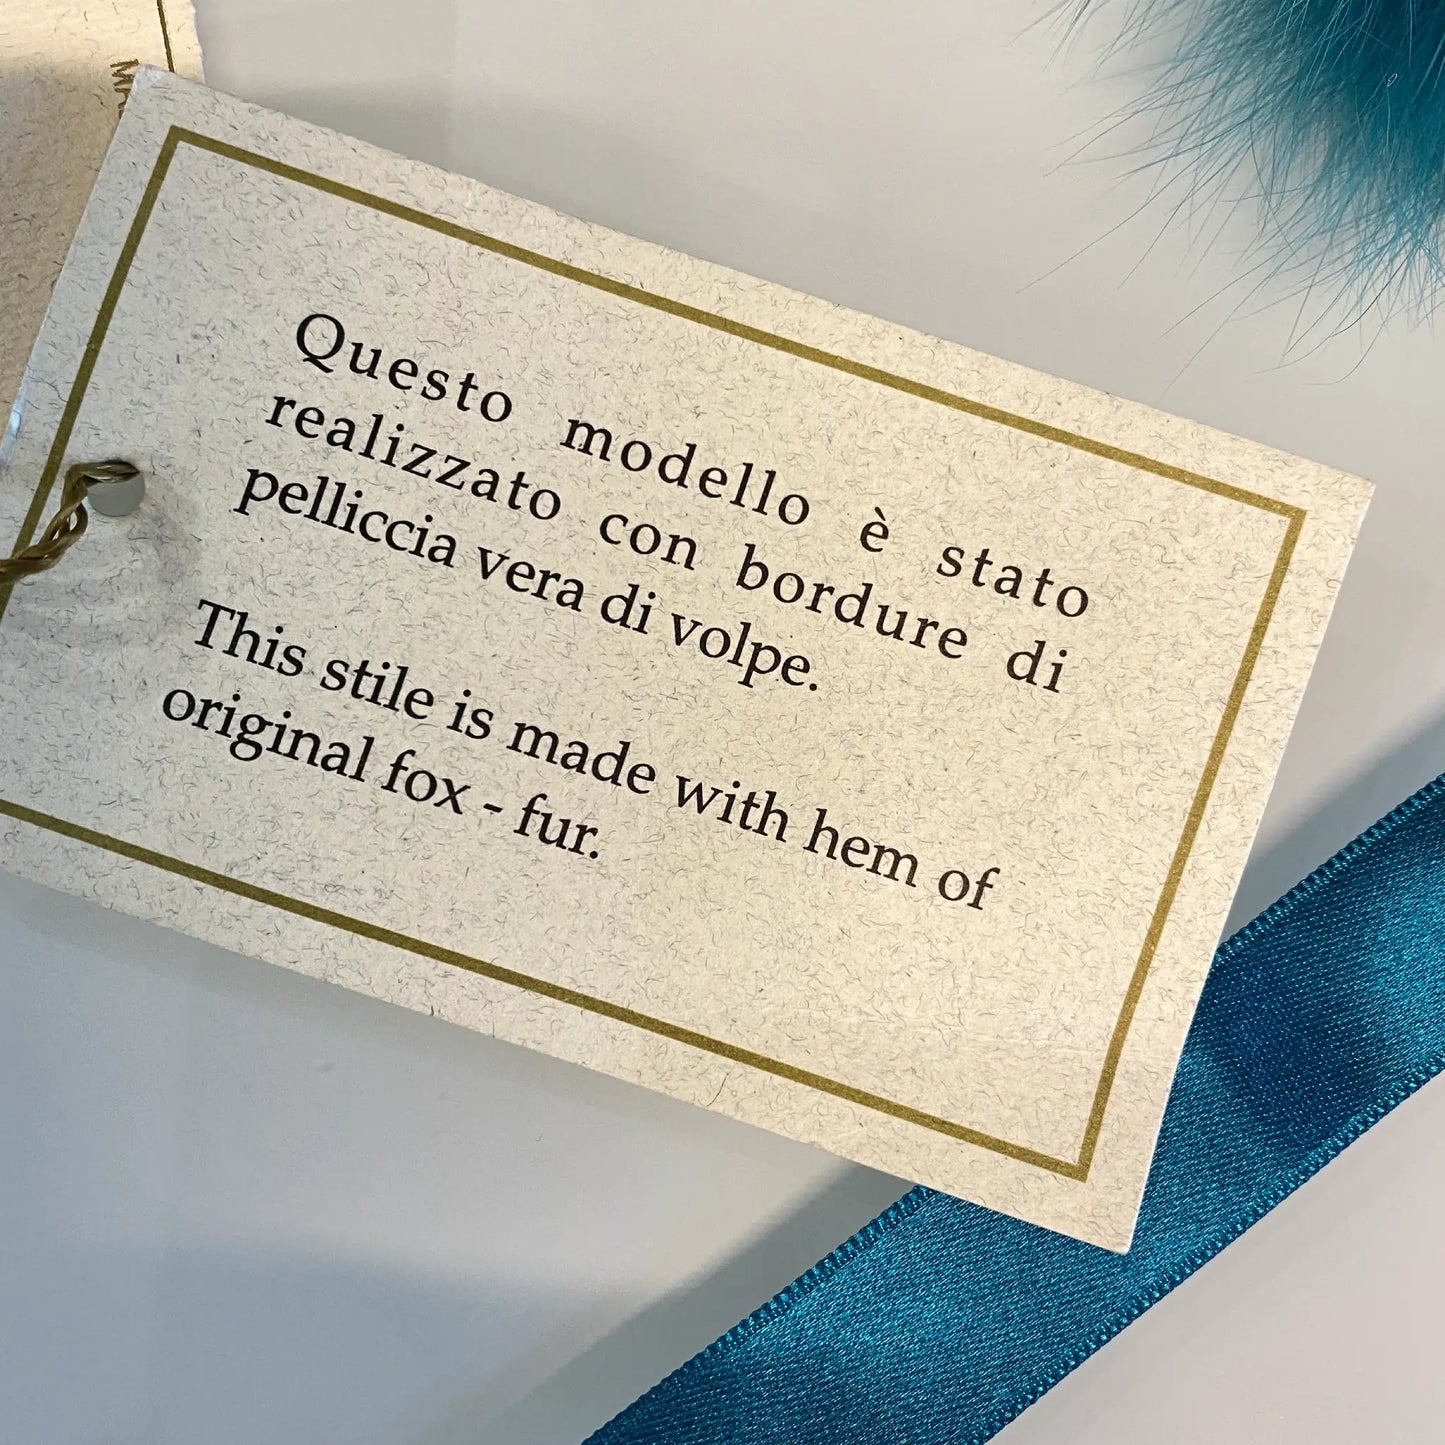 Questo modello è stato
realizzato con bordure di
pelliccia vera di volpe.
This stile is made with hem of
original fox - fur.